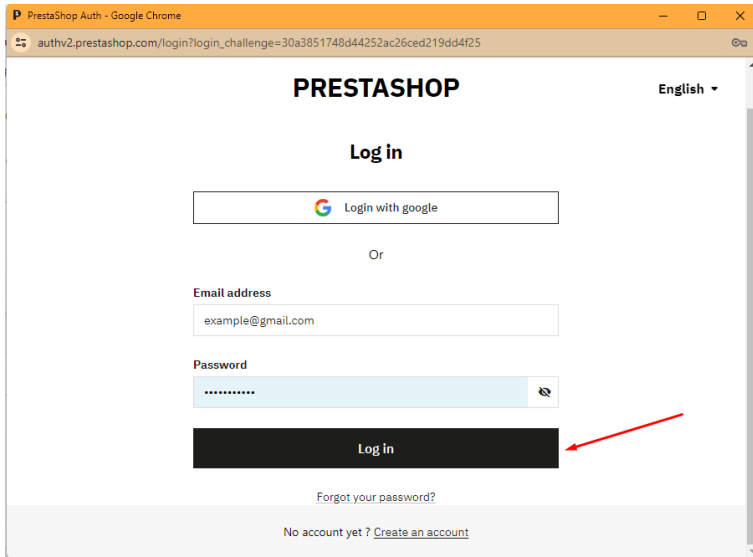 PrestaShop Auth - Google Chrome
authv2.prestashop.com/login?login_challenge=30a3851748d44252ac26ced219dd4f25
PRESTASHOP
English
Log in
Login with google
Or
Email address
example@gmail.com
Password
•••••••••••
Log in
Forgot your password?
No account yet ? Create an account